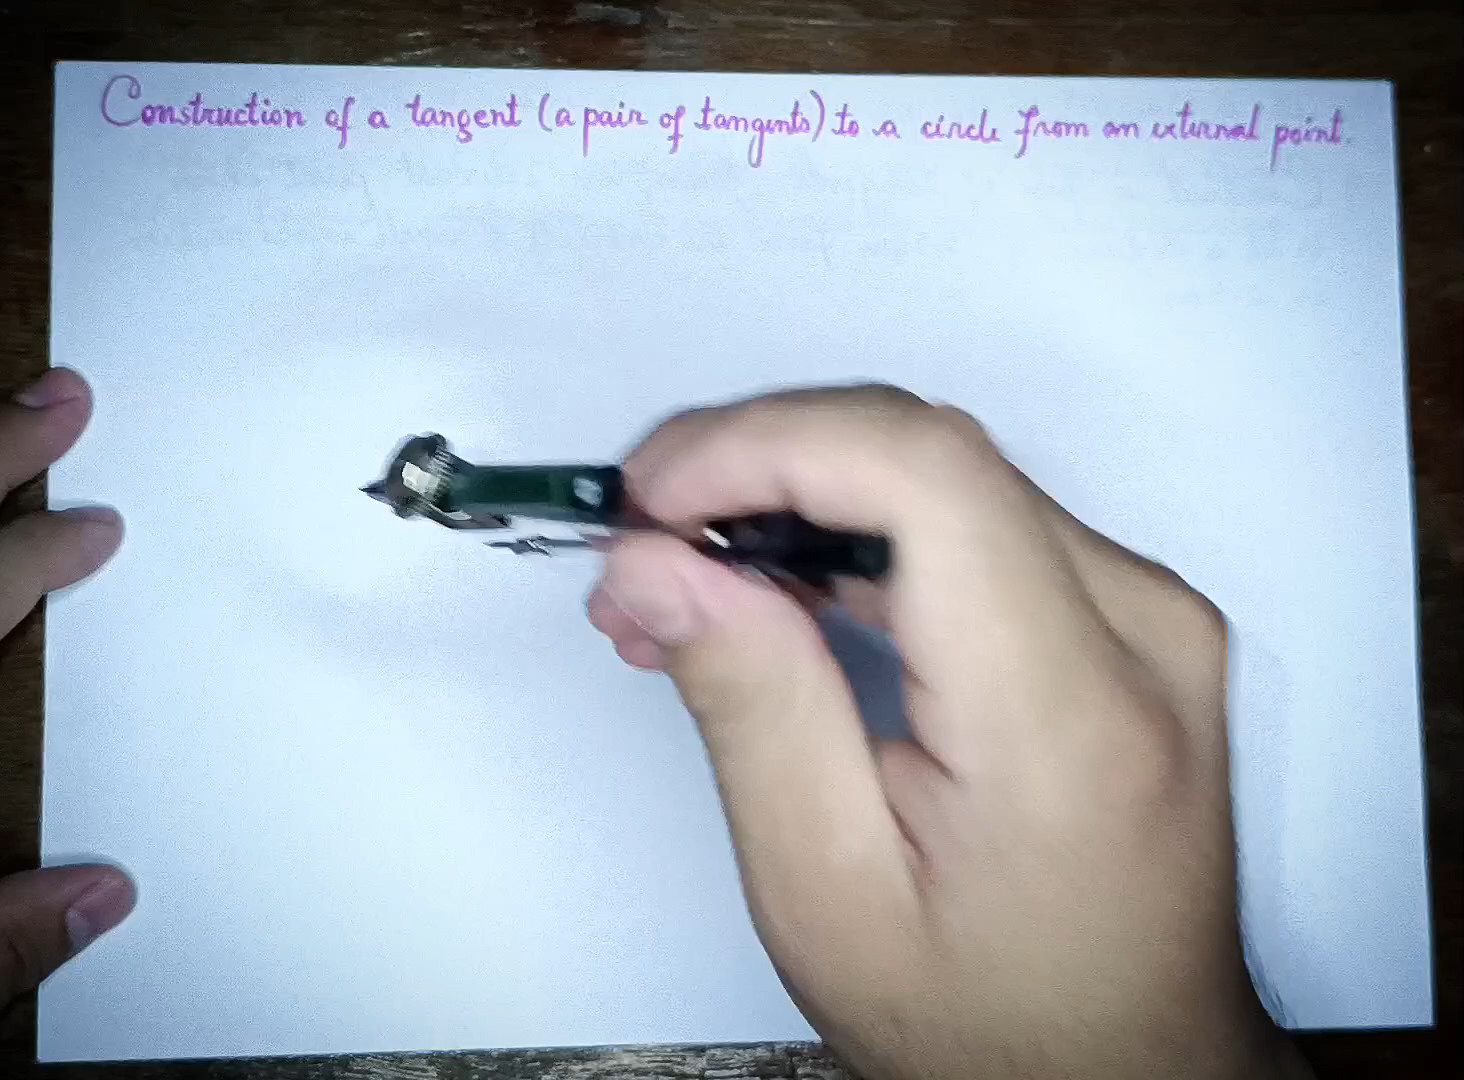 Construction of a tangent (a pair of tangents) to a circle from an external point.